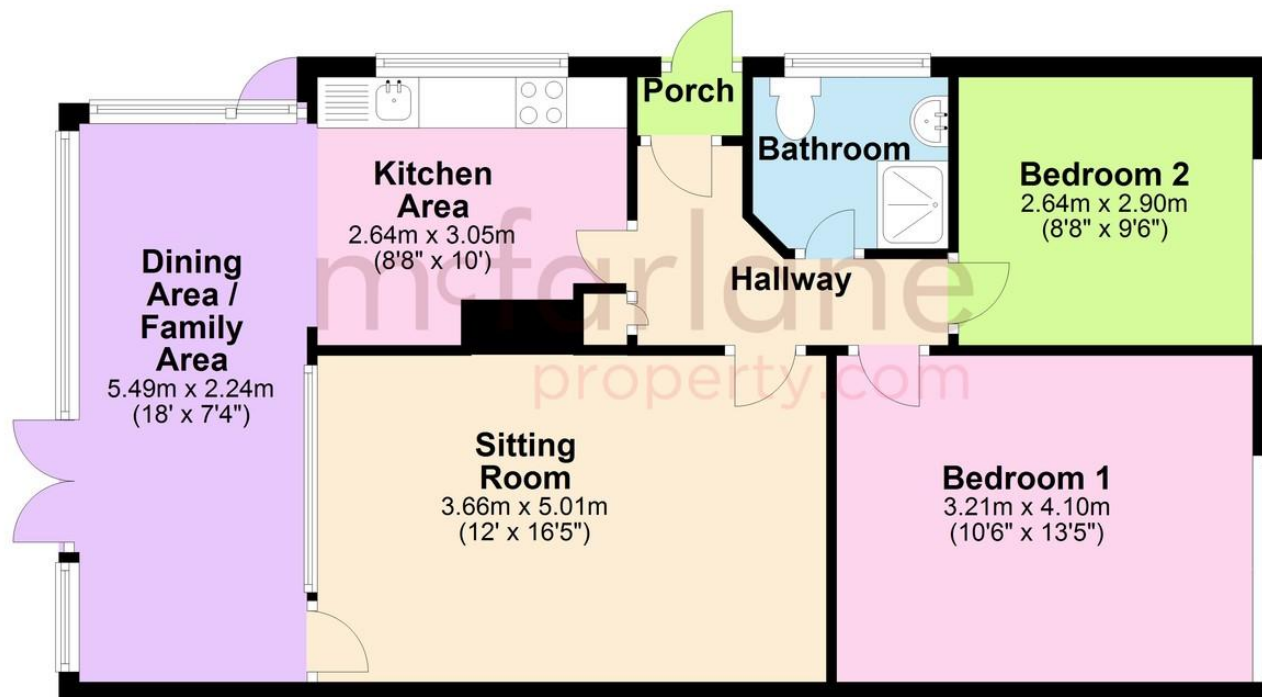 Porch
Kitchen
Area
2.64m x 3.05m
(8'8" x 10')
Bathroom
Bedroom 2
2.64m x 2.90m
(8'8" x 9'6")
Dining
Area /
Family
Area
5.49m x 2.24m
(18' x 7'4")
Hallway
mcfarlane
property.com
Sitting
Room
3.66m x 5.01m
(12' x 16'5")
Bedroom 1
3.21m x 4.10m
(10'6" x 13'5")